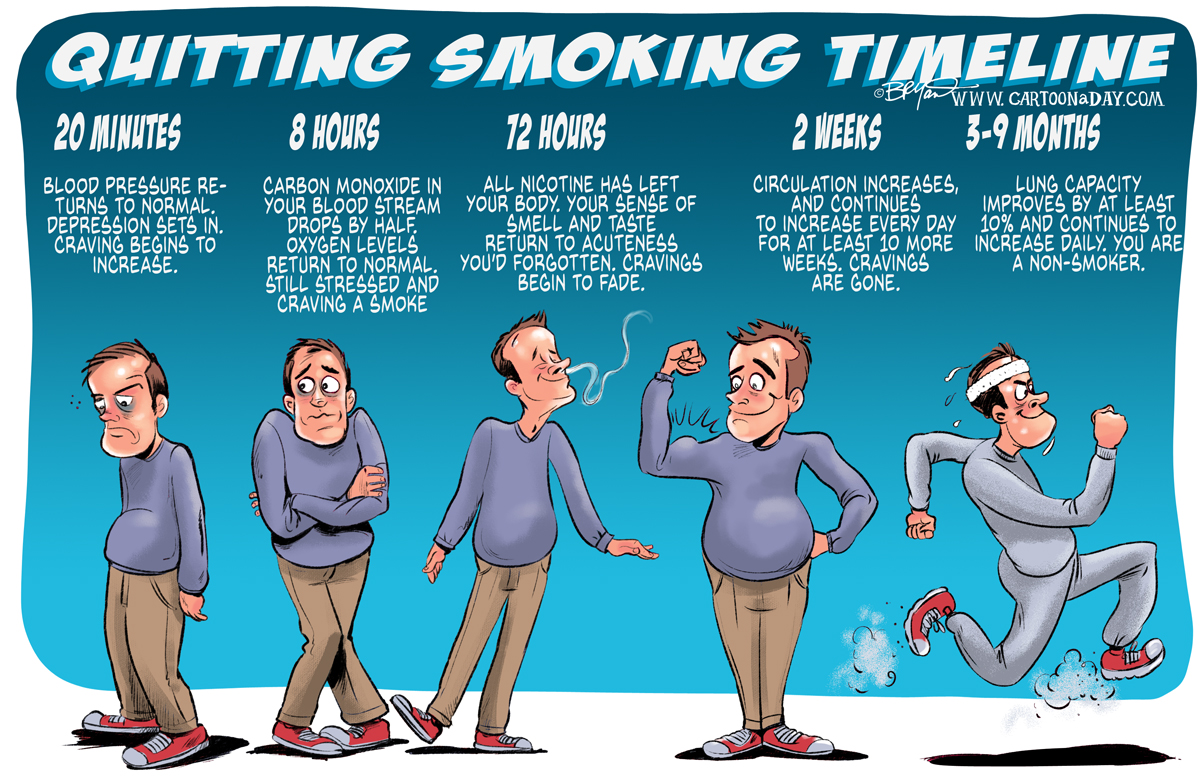 QUITTING SMOKING TIMELINE
© BRYANT WWW. CARTOONaDAY.COM
20 MINUTES
BLOOD PRESSURE RE-
TURNS TO NORMAL.
DEPRESSION SETS IN.
CRAVING BEGINS TO
INCREASE.
8 HOURS
CARBON MONOXIDE IN
YOUR BLOOD STREAM
DROPS BY HALF.
OXYGEN LEVELS
RETURN TO NORMAL.
STILL STRESSED AND
CRAVING A SMOKE
72 HOURS
ALL NICOTINE HAS LEFT
YOUR BODY. YOUR SENSE OF
SMELL AND TASTE
RETURN TO ACUTENESS
YOU'D FORGOTTEN. CRAVINGS
BEGIN TO FADE.
2 WEEKS
CIRCULATION INCREASES,
AND CONTINUES
TO INCREASE EVERY DAY
FOR AT LEAST 10 MORE
WEEKS. CRAVINGS
ARE GONE.
3-9 MONTHS
LUNG CAPACITY
IMPROVES BY AT LEAST
10% AND CONTINUES TO
INCREASE DAILY. YOU ARE
A NON-SMOKER.